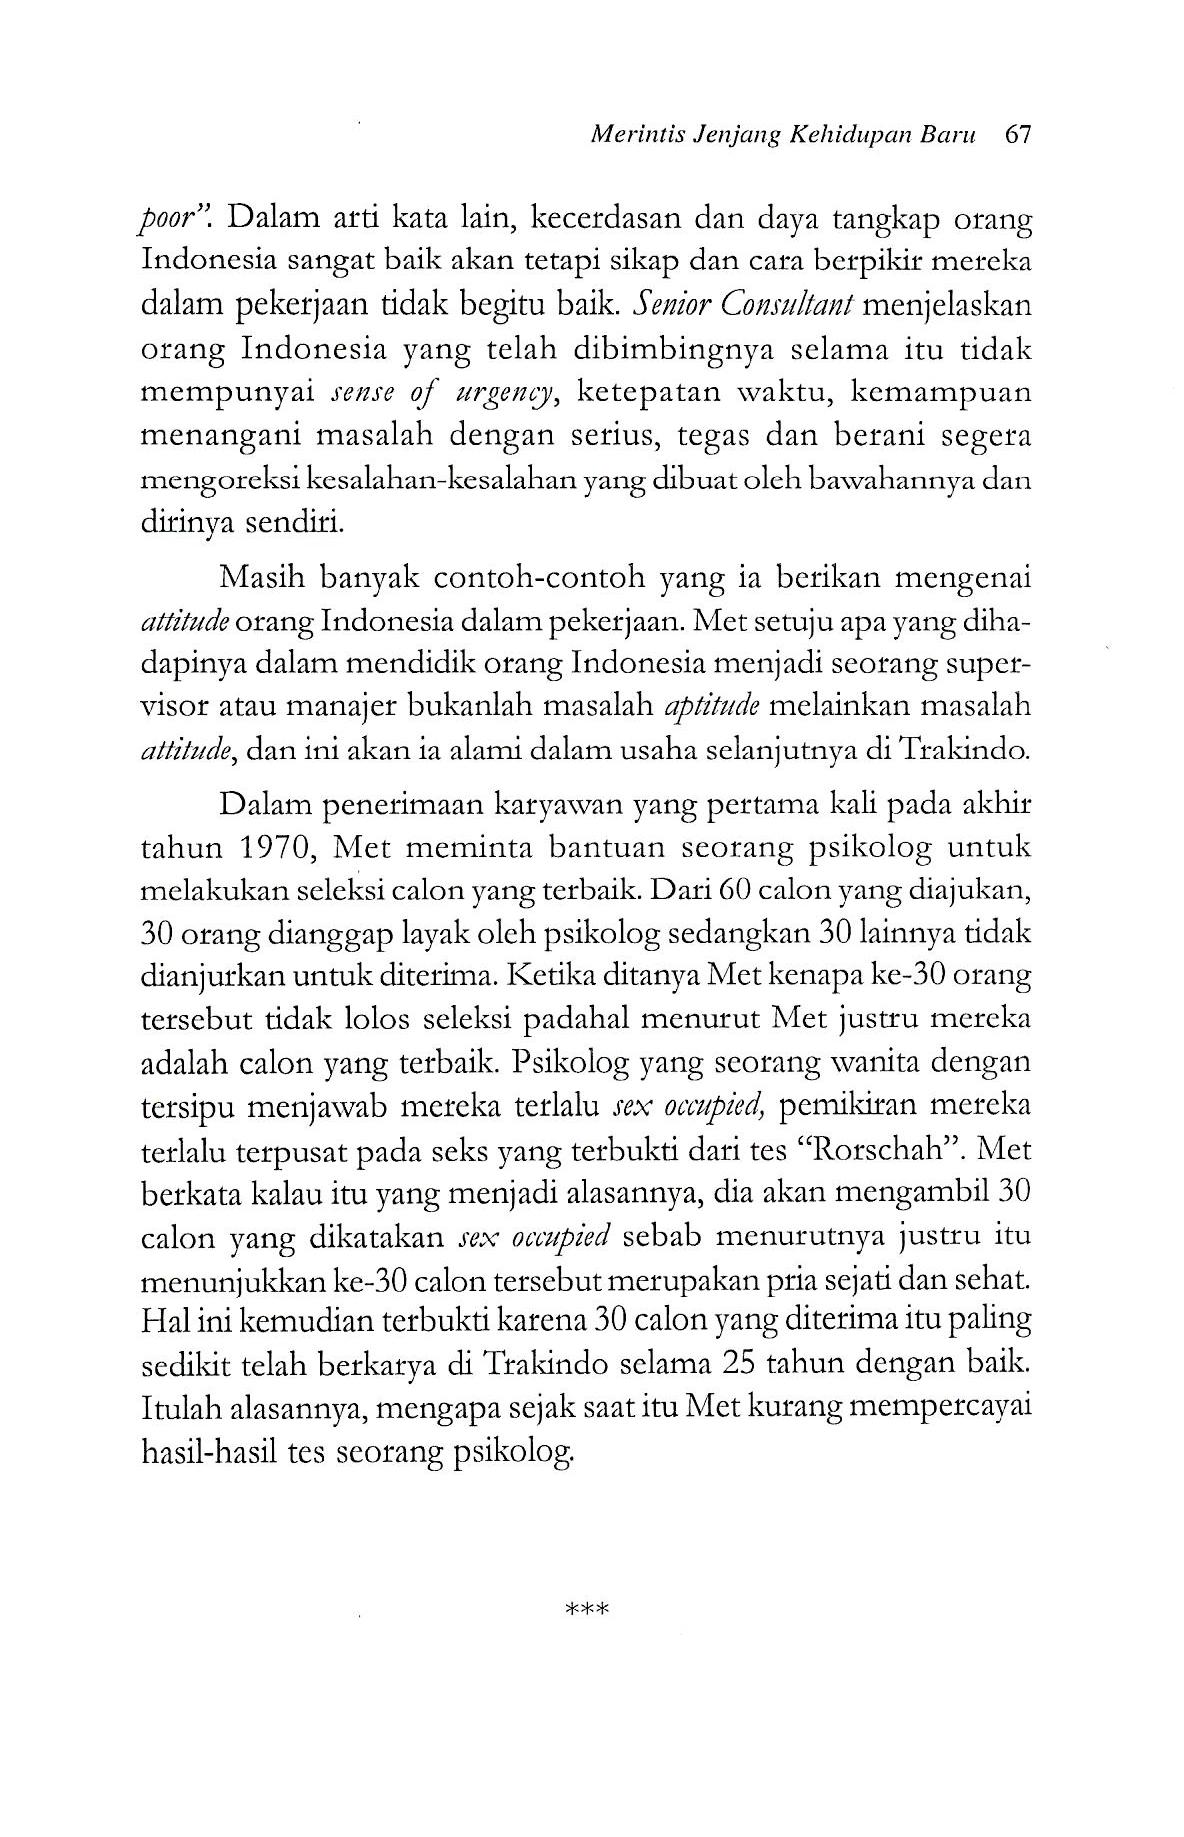 Merintis Jenjang Kehidupan Baru 67
poor”. Dalam arti kata lain, kecerdasan dan daya tangkap orang
Indonesia sangat baik akan tetapi sikap dan cara berpikir mereka
dalam pekerjaan tidak begitu baik. Senior Consultant menjelaskan
orang Indonesia yang telah dibimbingnya selama itu tidak
mempunyai sense of urgency, ketepatan waktu, kemampuan
menangani masalah dengan serius, tegas dan berani segera
mengoreksi kesalahan-kesalahan yang dibuat oleh bawahannya dan
dirinya sendiri.
Masih banyak contoh-contoh yang ia berikan mengenai
attitude orang Indonesia dalam pekerjaan. Met setuju apa yang diha-
dapinya dalam mendidik orang Indonesia menjadi seorang super-
visor atau manajer bukanlah masalah aptitude melainkan masalah
attitude, dan ini akan ia alami dalam usaha selanjutnya di Trakindo.
Dalam penerimaan karyawan yang pertama kali pada akhir
tahun 1970, Met meminta bantuan seorang psikolog untuk
melakukan seleksi calon yang terbaik. Dari 60 calon yang diajukan,
30 orang dianggap layak oleh psikolog sedangkan 30 lainnya tidak
dianjurkan untuk diterima. Ketika ditanya Met kenapa ke-30 orang
tersebut tidak lolos seleksi padahal menurut Met justru mereka
adalah calon yang terbaik. Psikolog yang seorang wanita dengan
tersipu menjawab mereka terlalu sex occupied, pemikiran mereka
terlalu terpusat pada seks yang terbukti dari tes “Rorschah”. Met
berkata kalau itu yang menjadi alasannya, dia akan mengambil 30
calon yang dikatakan sex occupied sebab menurutnya justru itu
menunjukkan ke-30 calon tersebut merupakan pria sejati dan sehat.
Hal ini kemudian terbukti karena 30 calon yang diterima itu paling
sedikit telah berkarya di Trakindo selama 25 tahun dengan baik.
Itulah alasannya, mengapa sejak saat itu Met kurang mempercayai
hasil-hasil tes seorang psikolog.
***